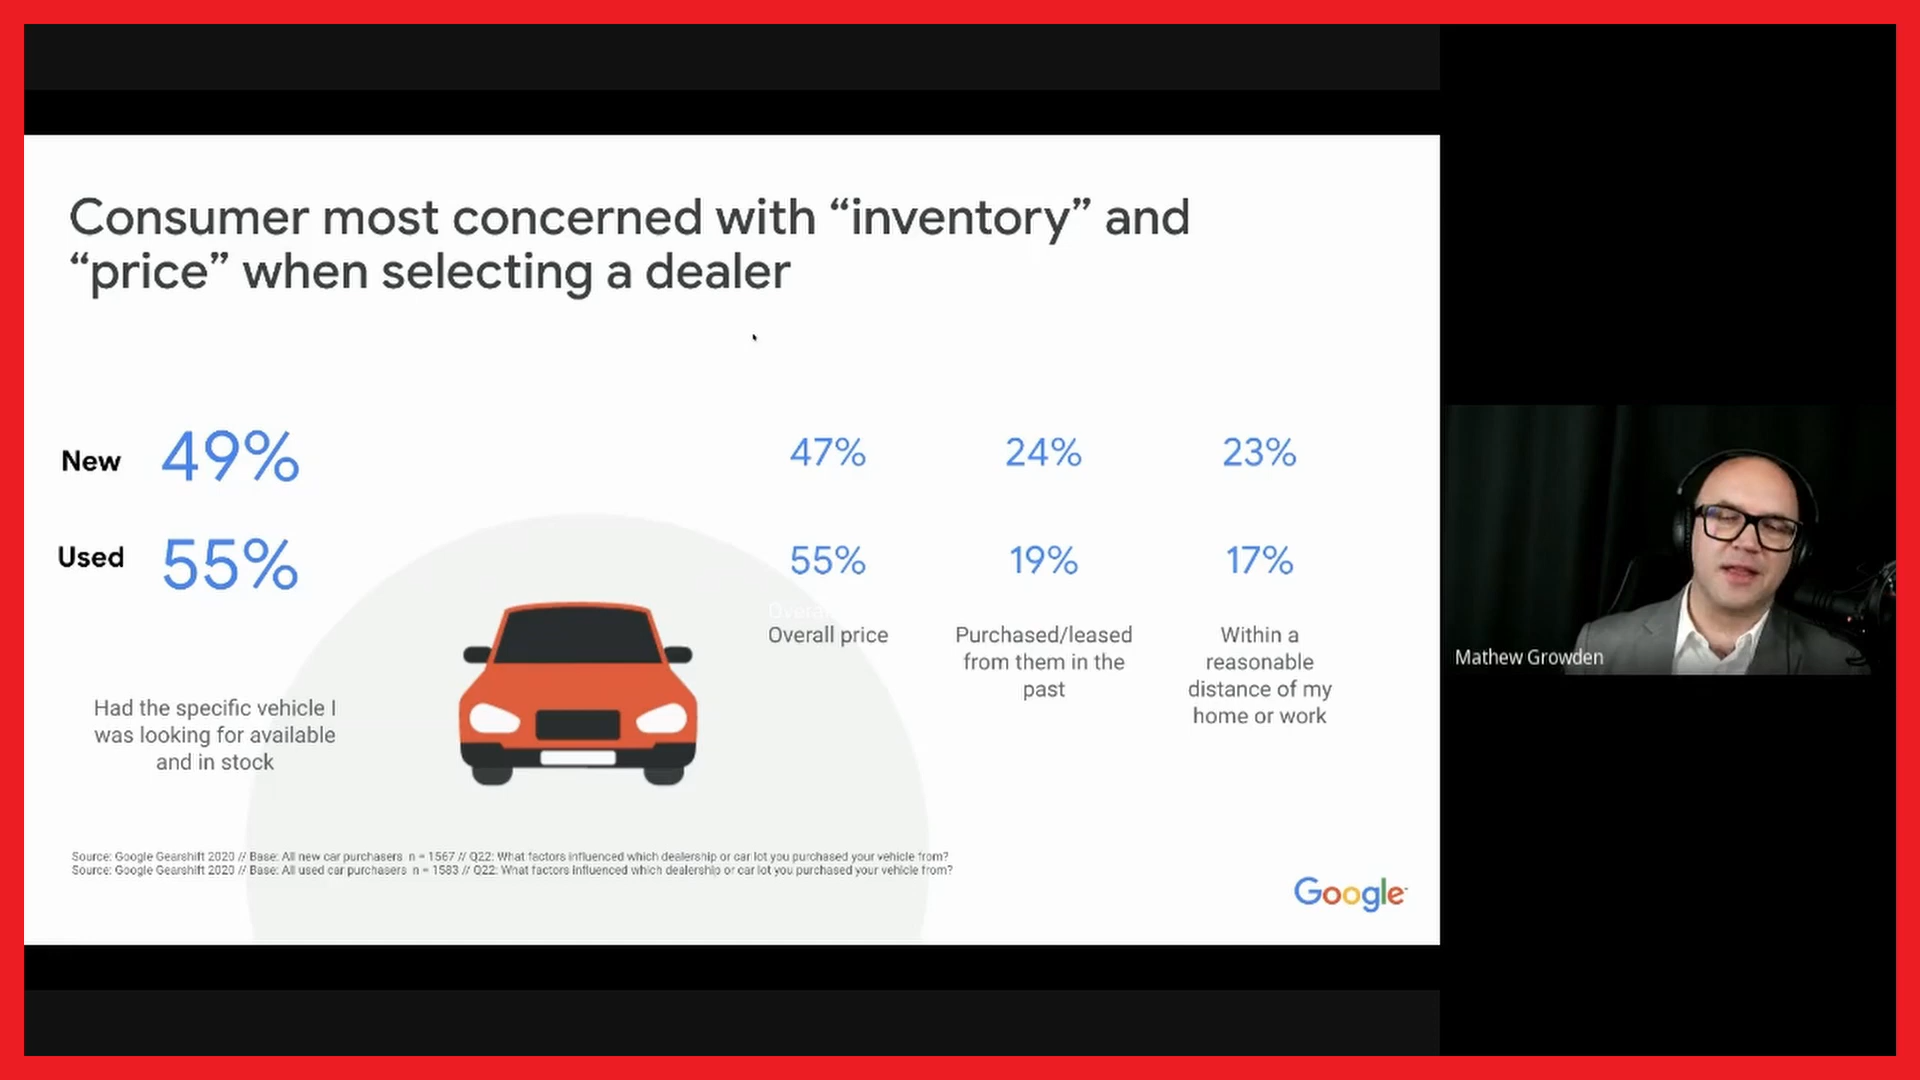 Consumer most concerned with “inventory” and
“price” when selecting a dealer
New 49% 47% 24% 23%
Used 55% 55% 19% 17%
Overall price
Purchased/leased
from them in the
past
Within a
reasonable
distance of my
home or work
Had the specific vehicle I
was looking for available
and in stock
Source: Google Gearshift 2020 // Base: All new car purchasers n = 1567 // Q22: What factors influenced which dealership or car lot you purchased your vehicle from?
Source: Google Gearshift 2020 // Base: All used car purchasers n = 1583 // Q22: What factors influenced which dealership or car lot you purchased your vehicle from?
Google
Mathew Growden